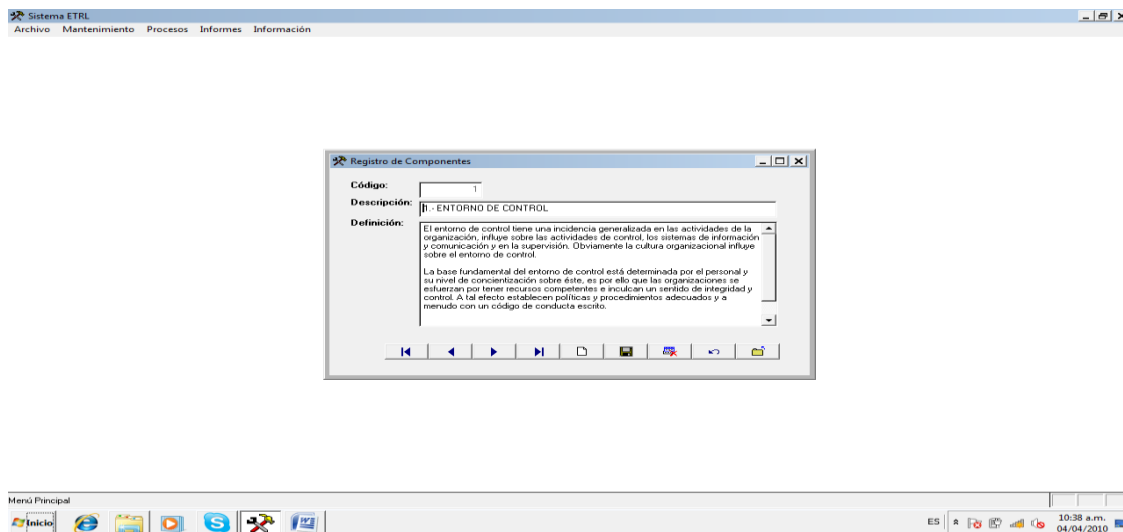 Sistema ETRL
Archivo Mantenimiento Procesos Informes Información
Registro de Componentes
Código: 1
Descripción: 1.- ENTORNO DE CONTROL
Definición:
El entorno de control tiene una incidencia generalizada en las actividades de la
organización, influye sobre las actividades de control, los sistemas de información
y comunicación y en la supervisión. Obviamente la cultura organizacional influye
sobre el entorno de control.
La base fundamental del entorno de control está determinada por el personal y
su nivel de concientización sobre éste, es por ello que las organizaciones se
esfuerzan por tener recursos competentes e inculcan un sentido de integridad y
control. A tal efecto establecen políticas y procedimientos adecuados y a
menudo con un código de conducta escrito.
Menú Principal
Inicio
ES
10:38 a.m.
04/04/2010